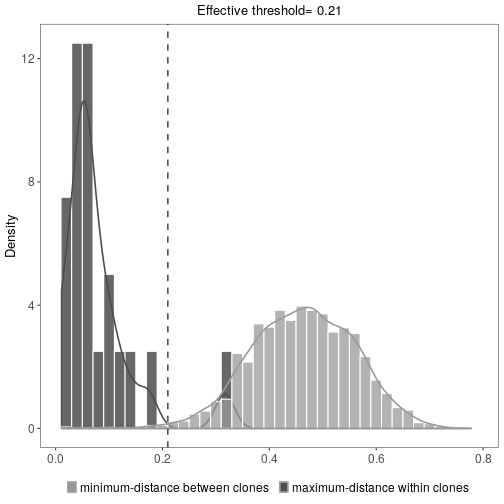 Effective threshold= 0.21
12
8
4
0
Density
0.0 0.2 0.4 0.6 0.8
minimum-distance between clones maximum-distance within clones